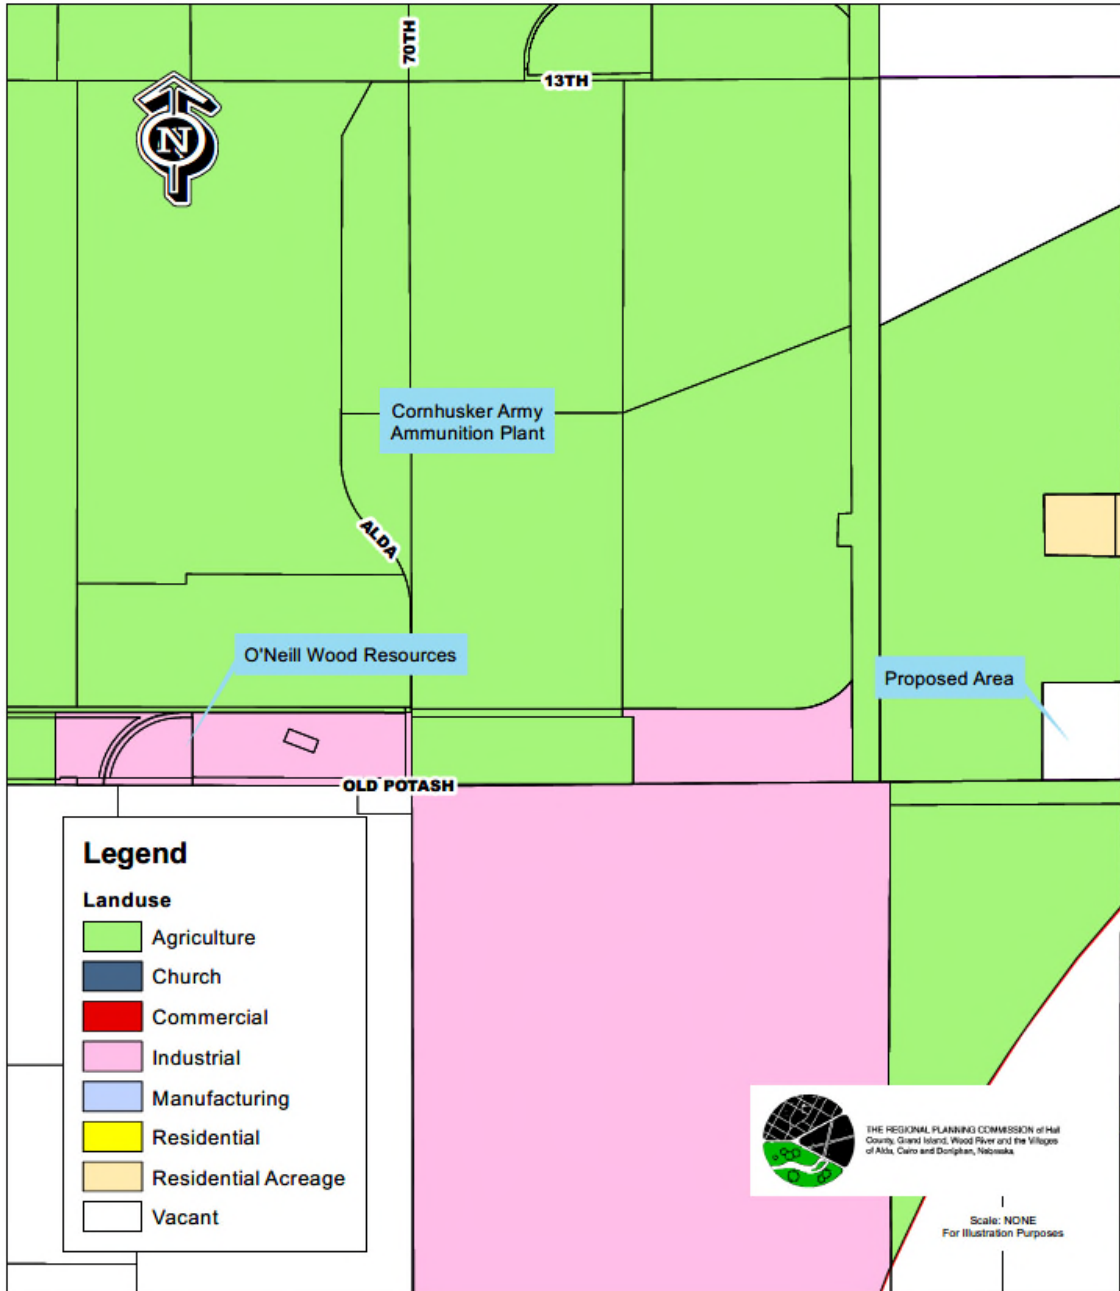 70TH
13TH
N
Cornhusker Army
Ammunition Plant
ALDA
O'Neill Wood Resources
Proposed Area
OLD POTASH
Legend
Landuse
Agriculture
Church
Commercial
Industrial
Manufacturing
Residential
Residential Acreage
Vacant
THE REGIONAL PLANNING COMMISSION of Hall
County, Grand Island, Wood River and the Villages
of Alda, Cairo and Doniphan, Nebraska
Scale: NONE
For Illustration Purposes